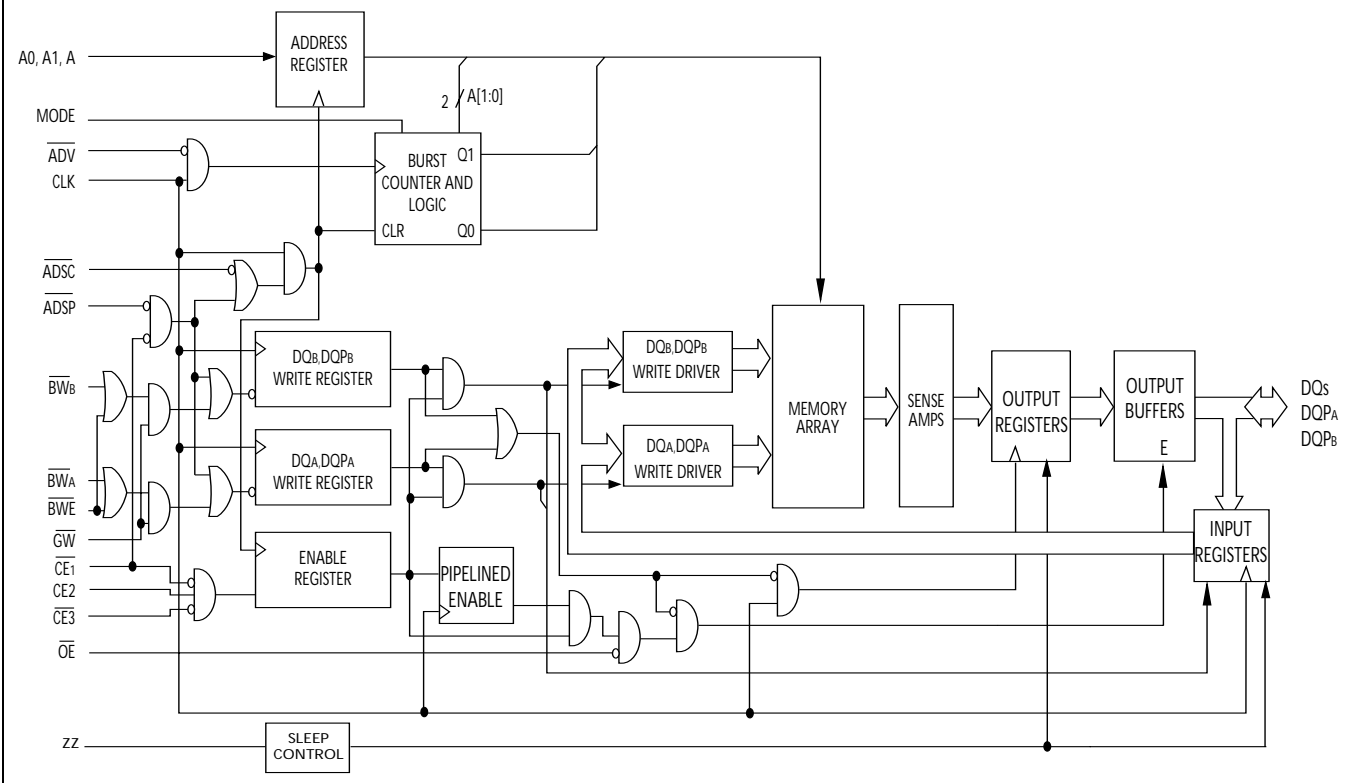 A0, A1, A
ADDRESS
REGISTER
MODE
2
A[1:0]
ADV
CLK
BURST
COUNTER AND
LOGIC
Q1
CLR
Q0
ADSC
ADSP
DQB,DQPB
WRITE REGISTER
DQB,DQPB
WRITE DRIVER
MEMORY
ARRAY
SENSE
AMPS
OUTPUT
REGISTERS
OUTPUT
BUFFERS
E
DQs
DQPA
DQPB
BWB
DQA,DQPA
WRITE REGISTER
DQA,DQPA
WRITE DRIVER
BWA
BWE
GW
INPUT
REGISTERS
ENABLE
REGISTER
PIPELINED
ENABLE
CE1
CE2
CE3
OE
ZZ
SLEEP
CONTROL